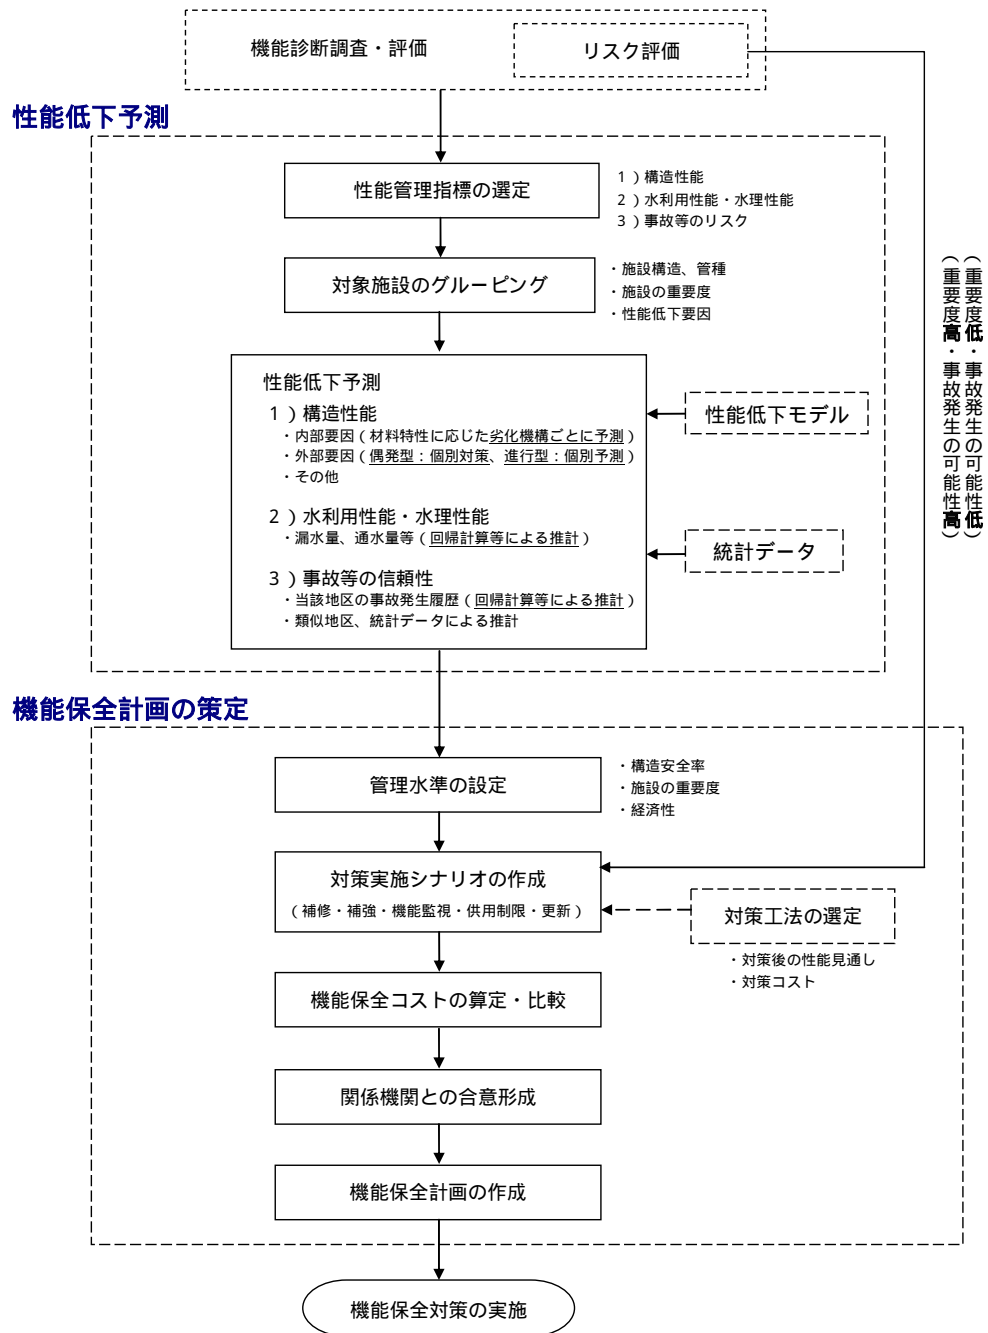 機能診断調査・評価
リスク評価
性能低下予測
性能管理指標の選定
1）構造性能
2）水利用性能・水理性能
3）事故等のリスク
対象施設のグルーピング
・施設構造、管種
・施設の重要度
・性能低下要因
（重要度低・事故発生の可能性低）
（重要度高・事故発生の可能性高）
性能低下予測
1）構造性能
・内部要因（材料特性に応じた劣化機構ごとに予測）
・外部要因（偶発型：個別対策、進行型：個別予測）
・その他
2）水利用性能・水理性能
・漏水量、通水量等（回帰計算等による推計）
3）事故等の信頼性
・当該地区の事故発生履歴（回帰計算等による推計）
・類似地区、統計データによる推計
性能低下モデル
統計データ
機能保全計画の策定
管理水準の設定
・構造安全率
・施設の重要度
・経済性
対策実施シナリオの作成
（補修・補強・機能監視・供用制限・更新）
対策工法の選定
・対策後の性能見通し
・対策コスト
機能保全コストの算定・比較
関係機関との合意形成
機能保全計画の作成
機能保全対策の実施